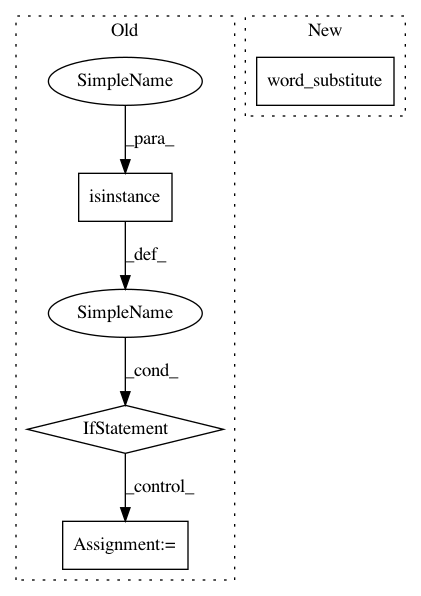 Old
New
SimpleName
word_substitute
_para_
isinstance
_def_
SimpleName
_cond_
IfStatement
_control_
Assignment:=